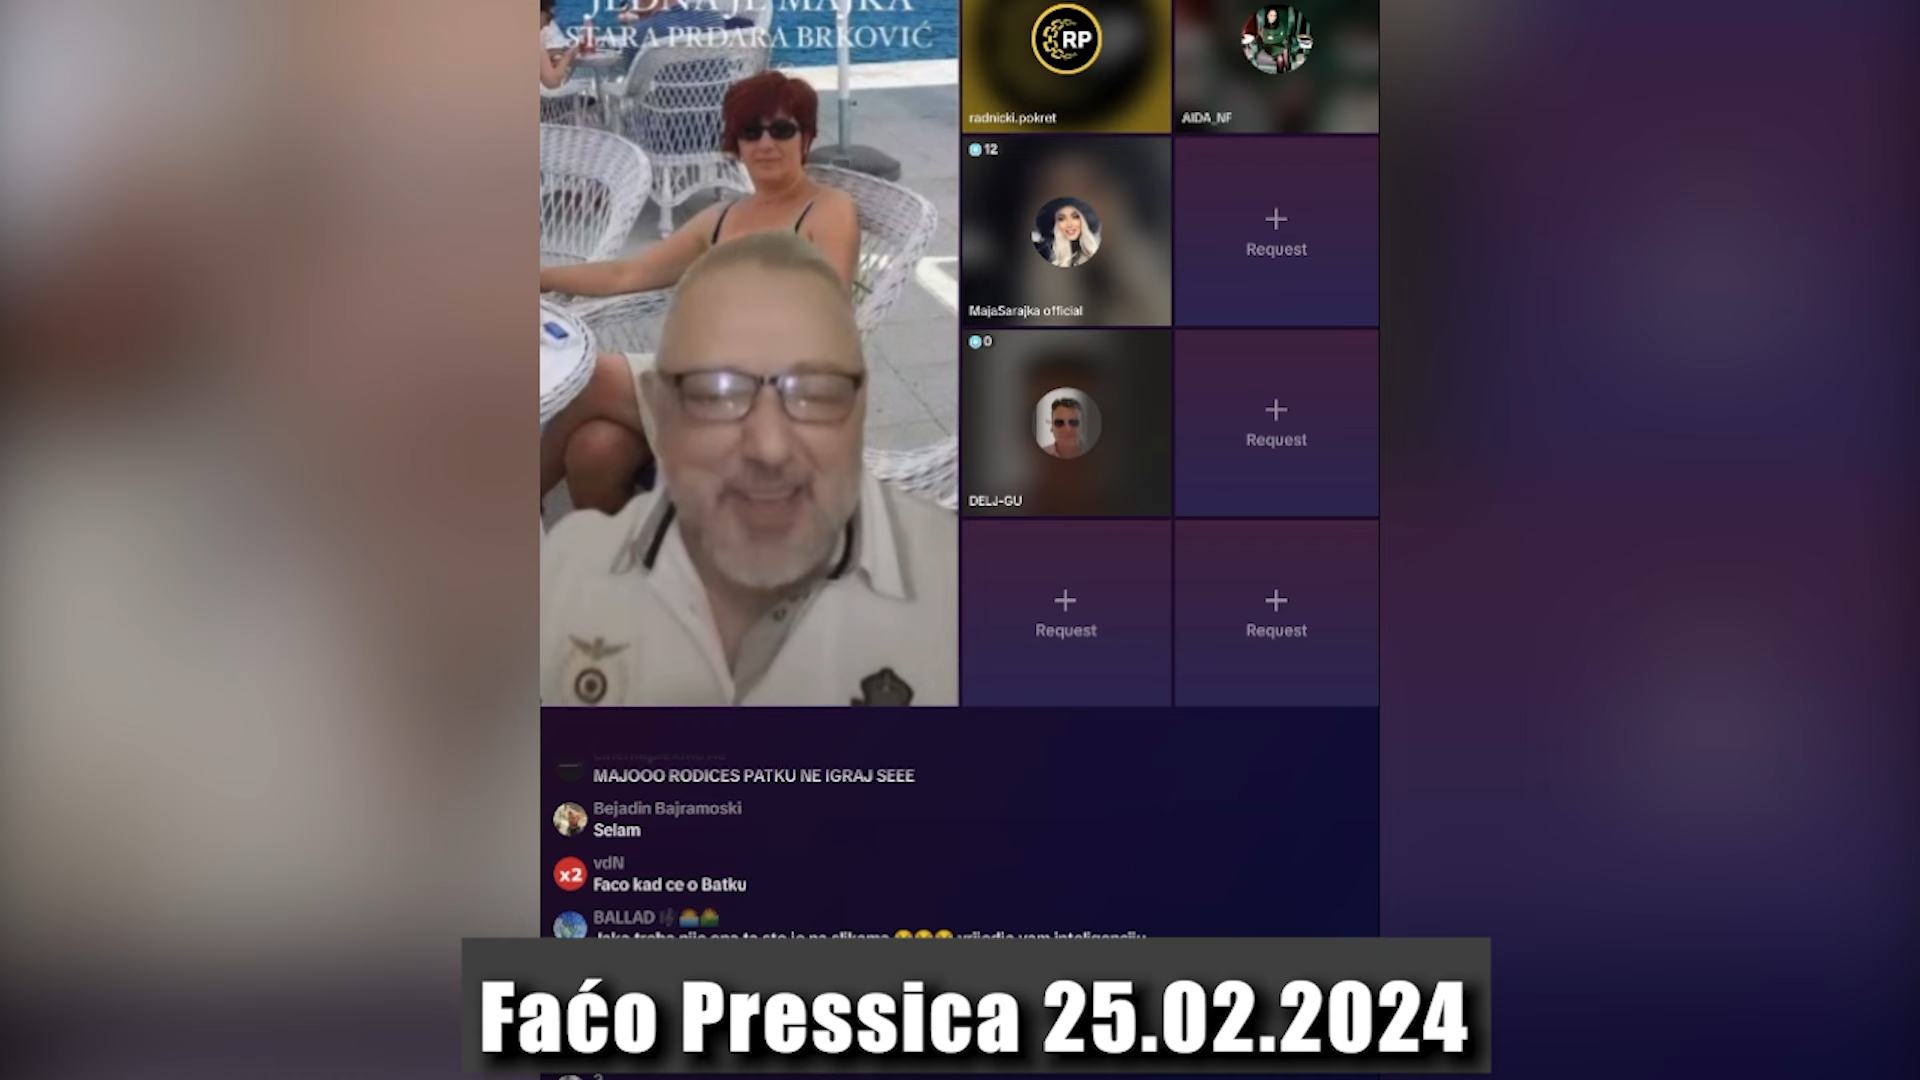 JEDNA JE MAJKA
STARA PRDARA BRKOVIĆ
RP
radnicki.pokret
AIDA_NF
12
MajaSarajka official
+
Request
0
DELJ-GU
+
Request
+
Request
+
Request
MAJOOO RODICES PATKU NE IGRAJ SEEE
Bejadin Bajramoski
Selam
x2
vdN
Faco kad ce o Batku
BALLAD
Faćo Pressica 25.02.2024